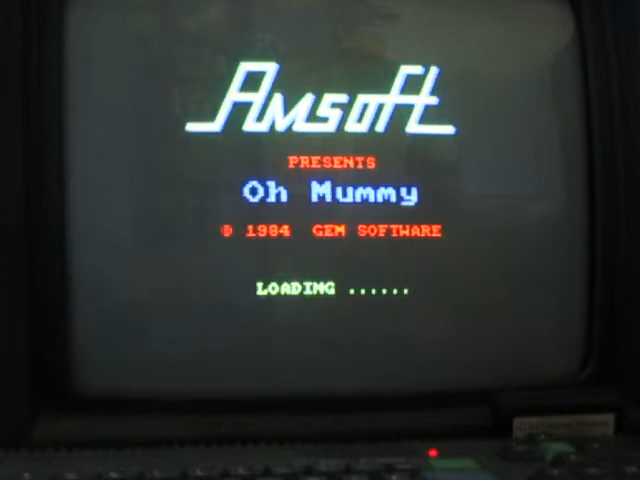 Amsoft
PRESENTS
Oh Mummy
© 1984 GEM SOFTWARE
LOADING ......